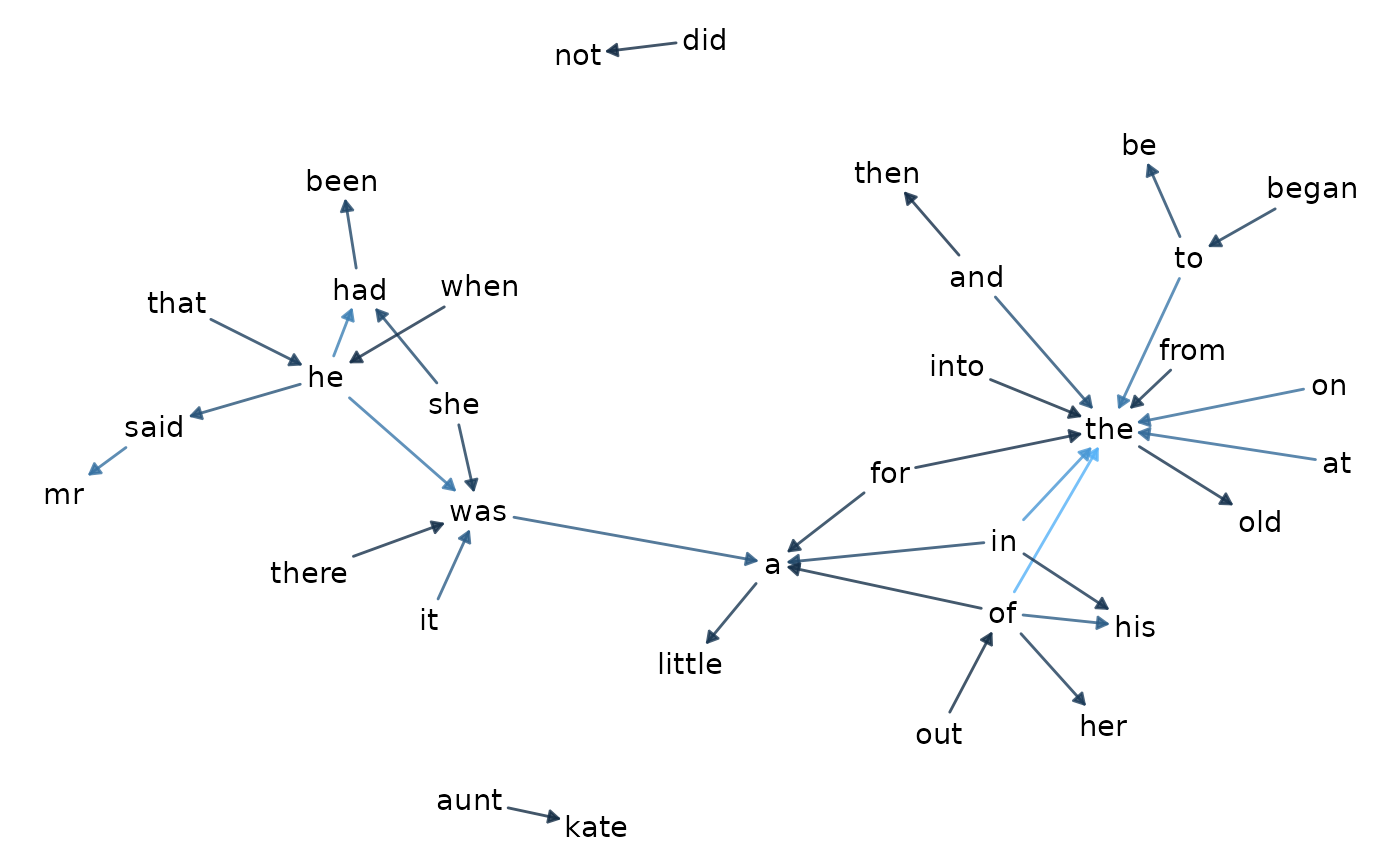 did
not
be
then
been
began
to
and
when
had
that
from
into
he
on
she
said
the
at
for
mr
was
old
in
a
there
of
it
his
little
her
out
aunt
kate